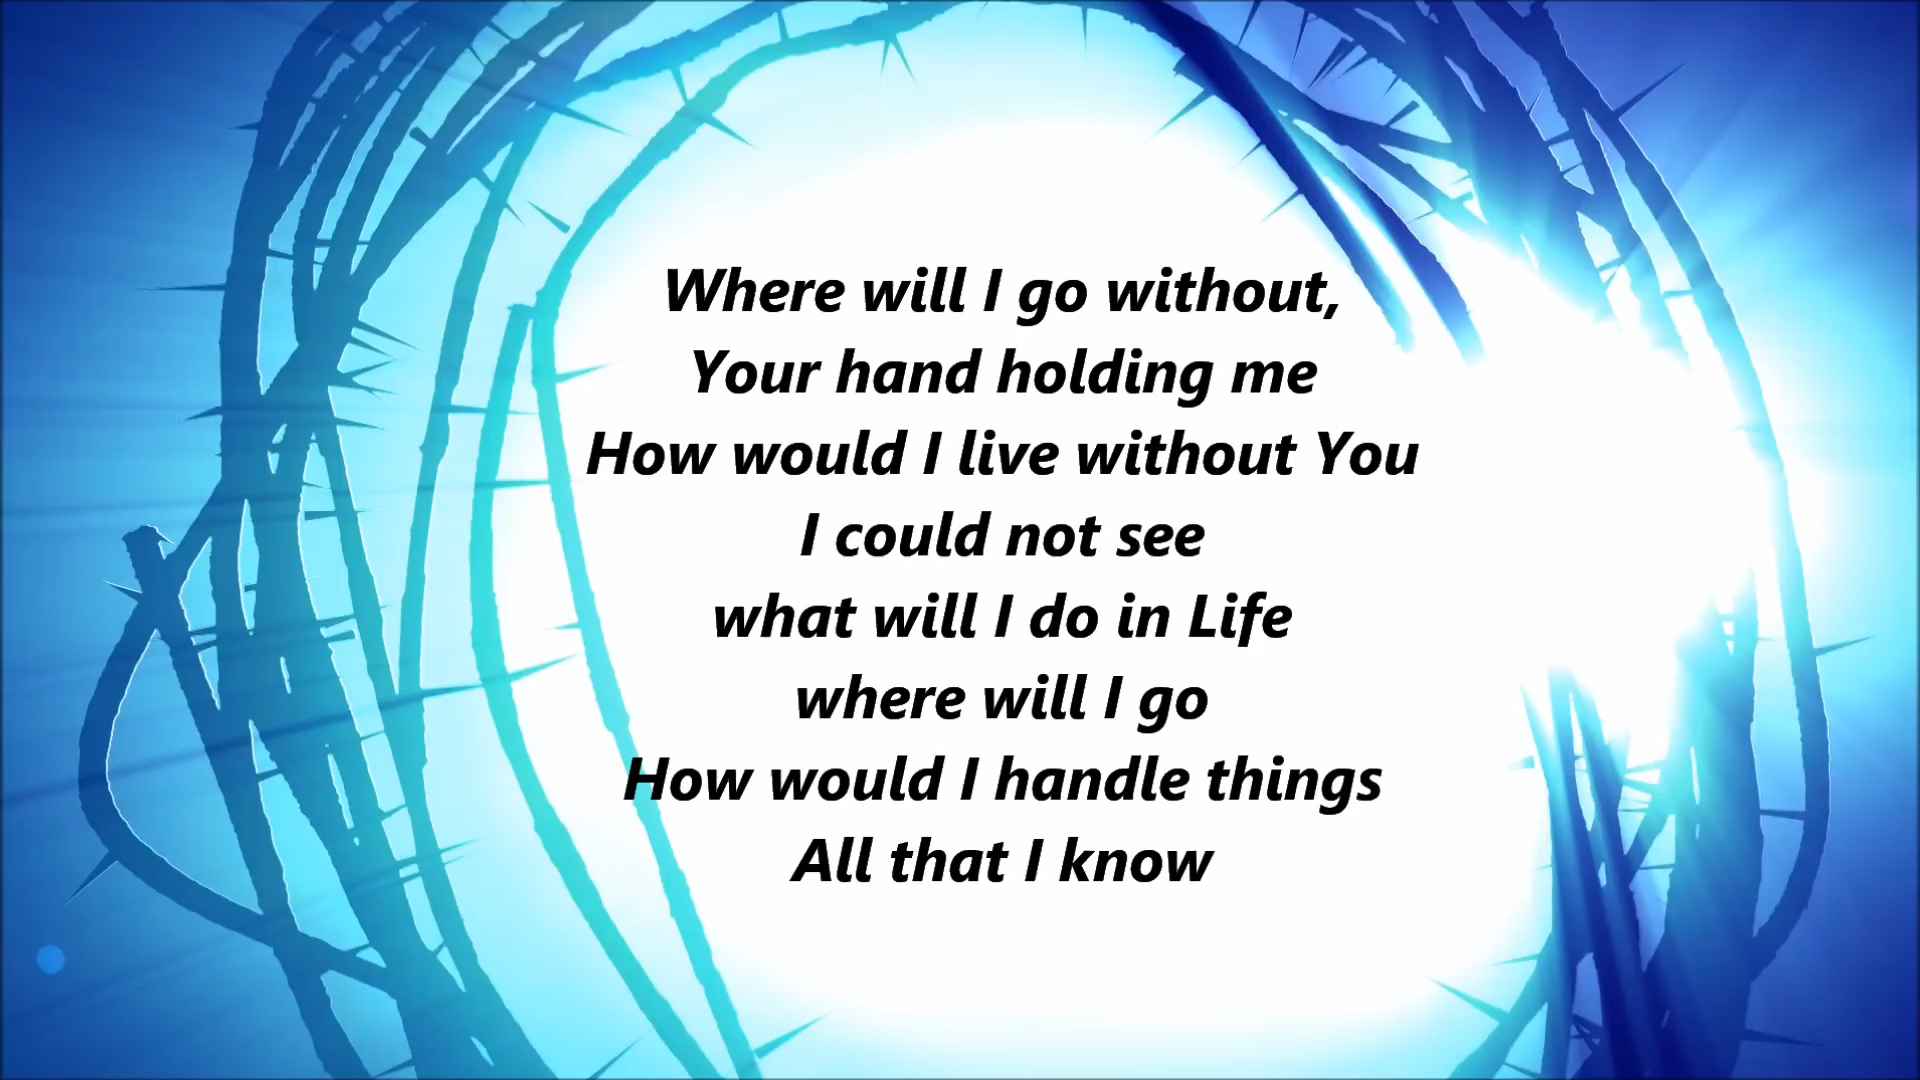 Where will I go without,
Your hand holding me
How would I live without You
I could not see
what will I do in Life
where will I go
How would I handle things
All that I know